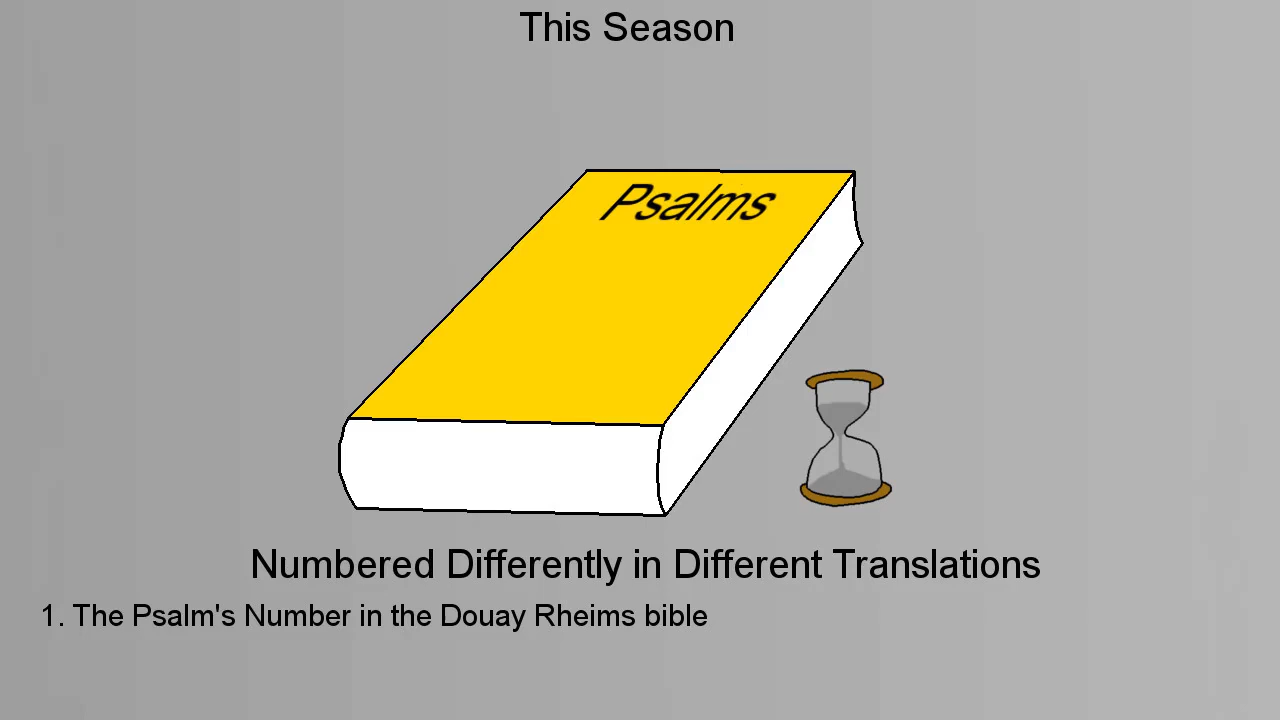 This Season
Psalms
Numbered Differently in Different Translations
1. The Psalm's Number in the Douay Rheims bible